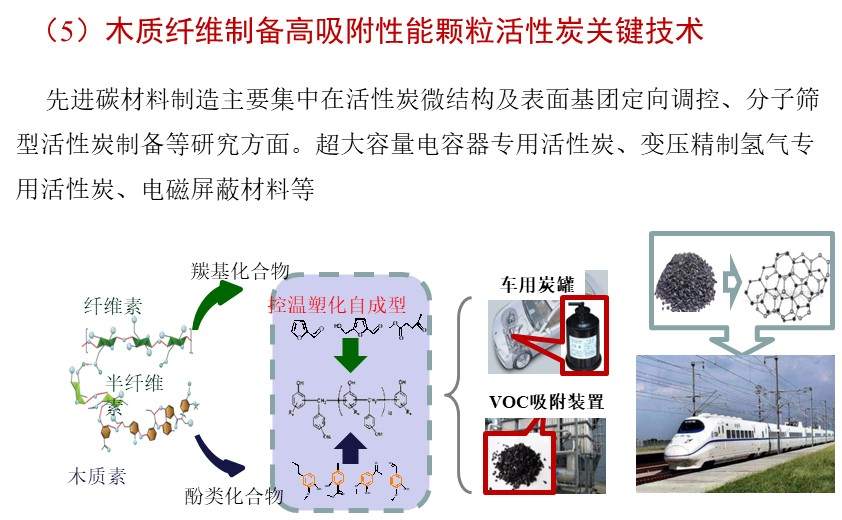 （5）木质纤维制备高吸附性能颗粒活性炭关键技术
先进碳材料制造主要集中在活性炭微结构及表面基团定向调控、分子筛
型活性炭制备等研究方面。超大容量电容器专用活性炭、变压精制氢气专
用活性炭、电磁屏蔽材料等
羰基化合物
纤维素
半纤维
素
木质素
酚类化合物
控温塑化自成型
车用炭罐
VOC吸附装置